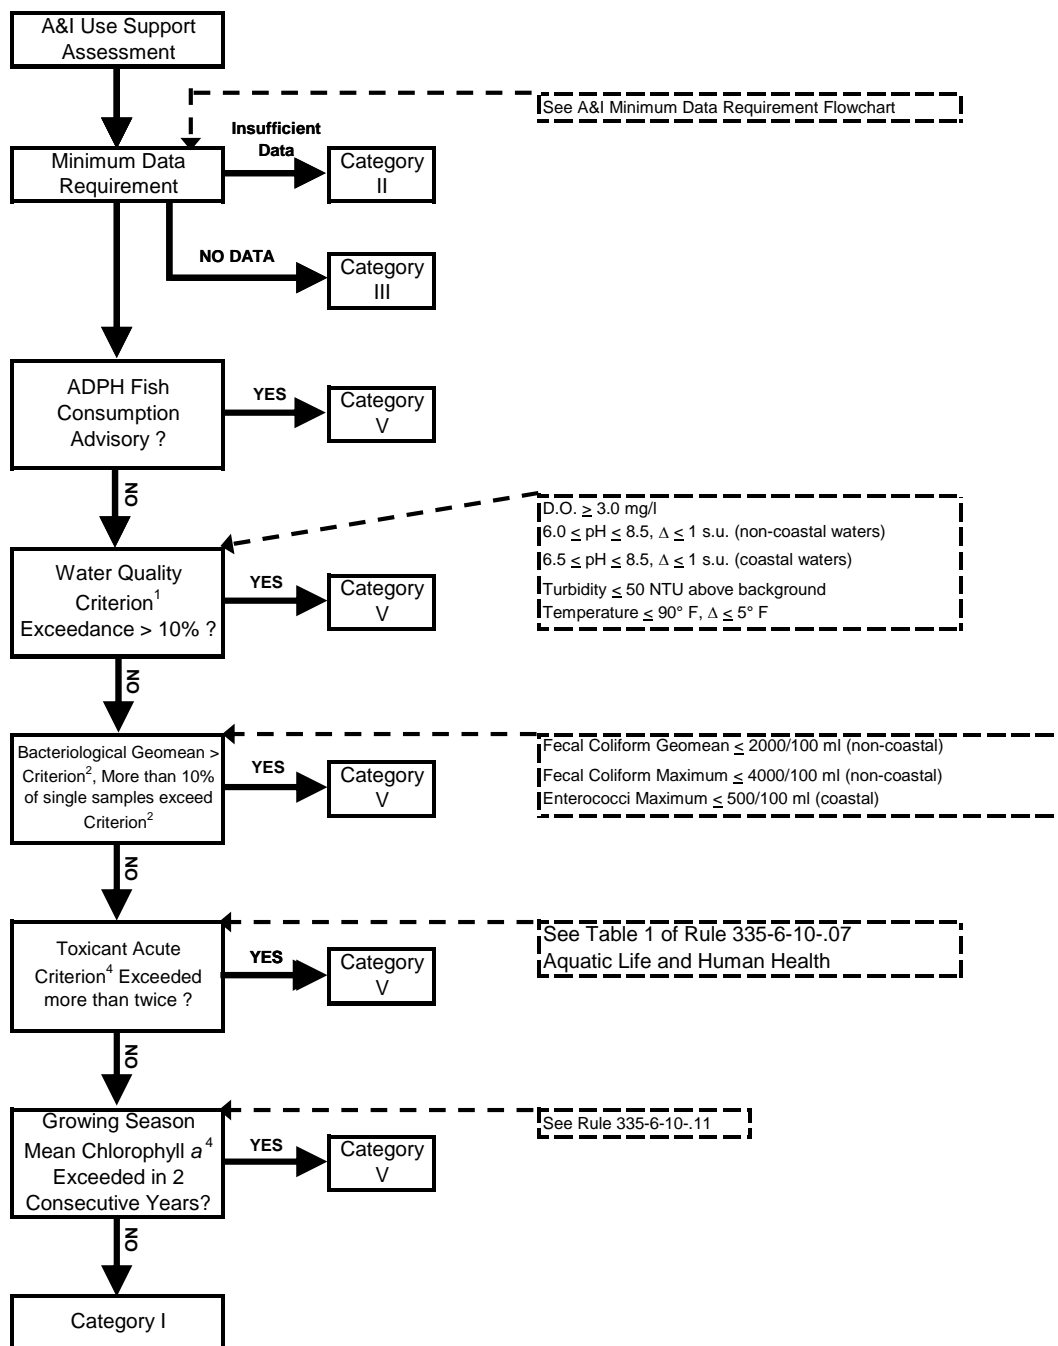 A&I Use Support
Assessment
See A&I Minimum Data Requirement Flowchart
Insufficient
Data
Minimum Data
Requirement
Category
II
NO DATA
Category
III
ADPH Fish
Consumption
Advisory ?
YES
Category
V
NO
D.O. ≥ 3.0 mg/l
6.0 ≤ pH ≤ 8.5, Δ ≤ 1 s.u. (non-coastal waters)
6.5 ≤ pH ≤ 8.5, Δ ≤ 1 s.u. (coastal waters)
Turbidity ≤ 50 NTU above background
Temperature ≤ 90° F, Δ ≤ 5° F
Water Quality
Criterion1
Exceedance > 10% ?
YES
Category
V
NO
Bacteriological Geomean >
Criterion2, More than 10%
of single samples exceed
Criterion2
YES
Category
V
Fecal Coliform Geomean ≤ 2000/100 ml (non-coastal)
Fecal Coliform Maximum ≤ 4000/100 ml (non-coastal)
Enterococci Maximum ≤ 500/100 ml (coastal)
NO
Toxicant Acute
Criterion4 Exceeded
more than twice ?
YES
Category
V
See Table 1 of Rule 335-6-10-.07
Aquatic Life and Human Health
NO
Growing Season
Mean Chlorophyll a4
Exceeded in 2
Consecutive Years?
YES
Category
V
See Rule 335-6-10-.11
NO
Category I